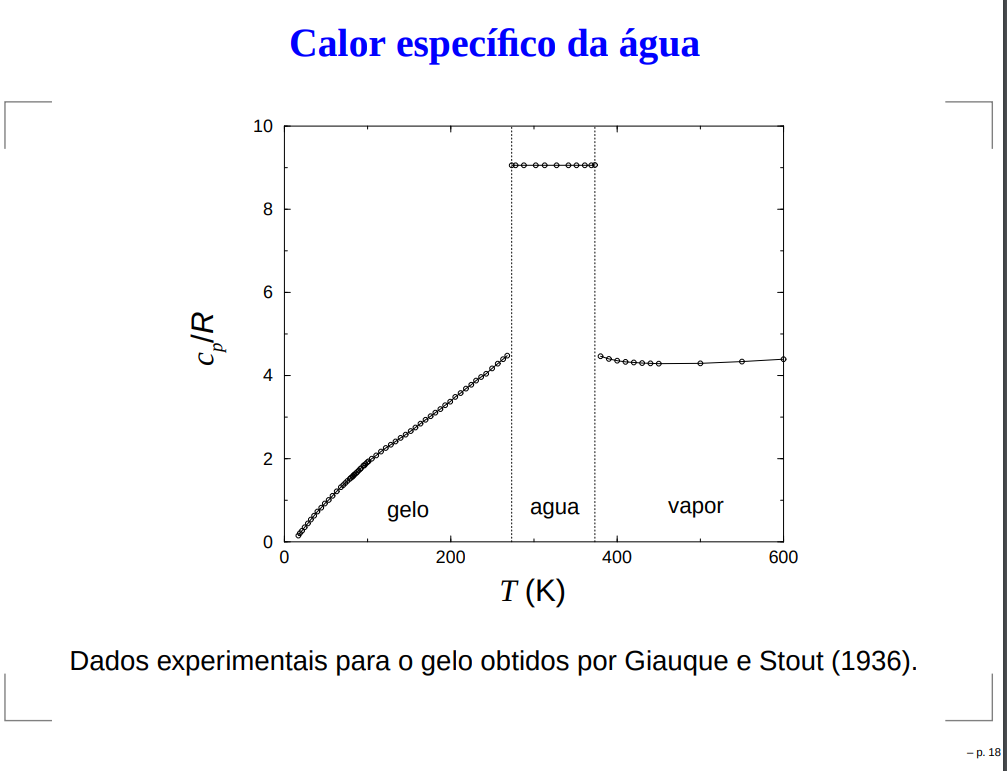 Calor específico da água
10
8
6
4
2
0
c_p/R
gelo
agua
vapor
0 200 400 600
T (K)
Dados experimentais para o gelo obtidos por Giauque e Stout (1936).
– p. 18